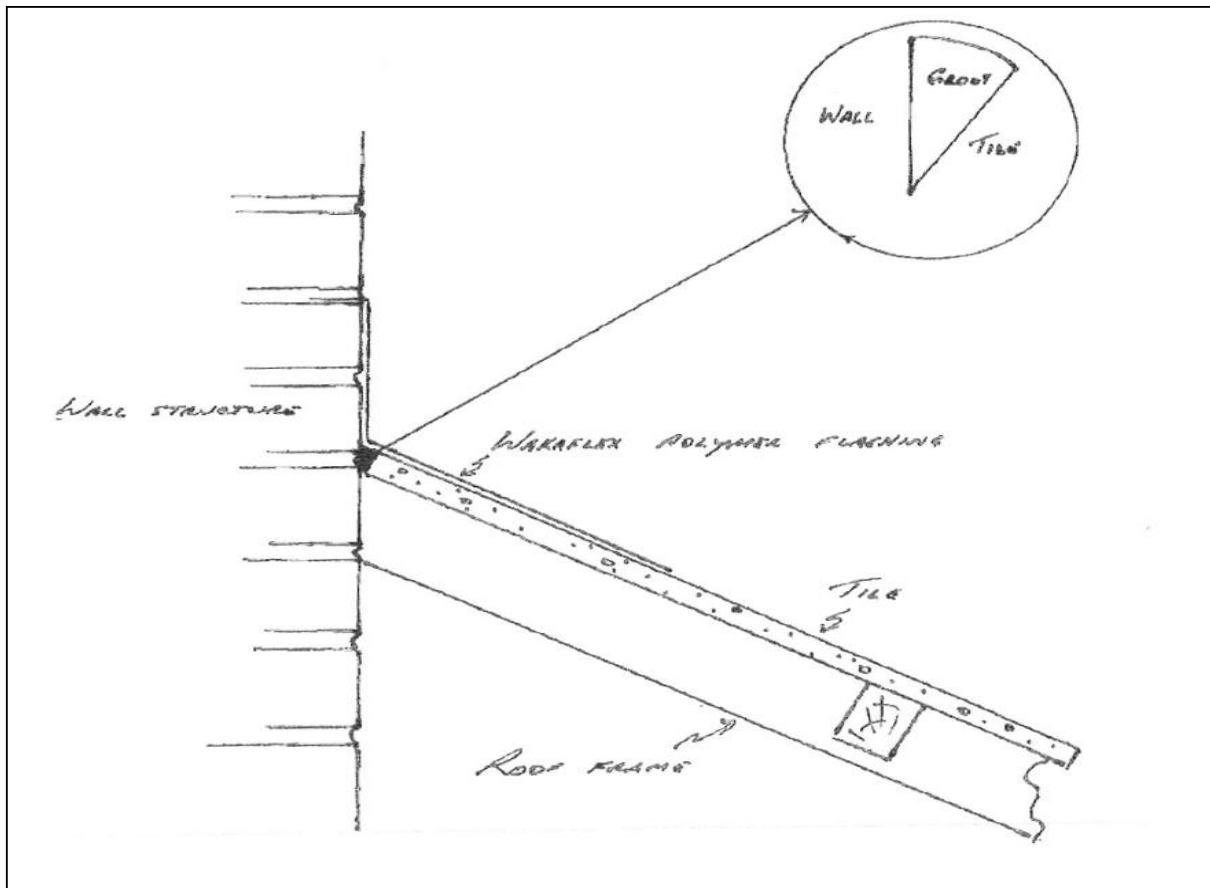 WALL
GROUT
TILE
WALL STRUCTURE
WAKAFLEX POLYMER FLASHING
TILE
ROOF FRAME